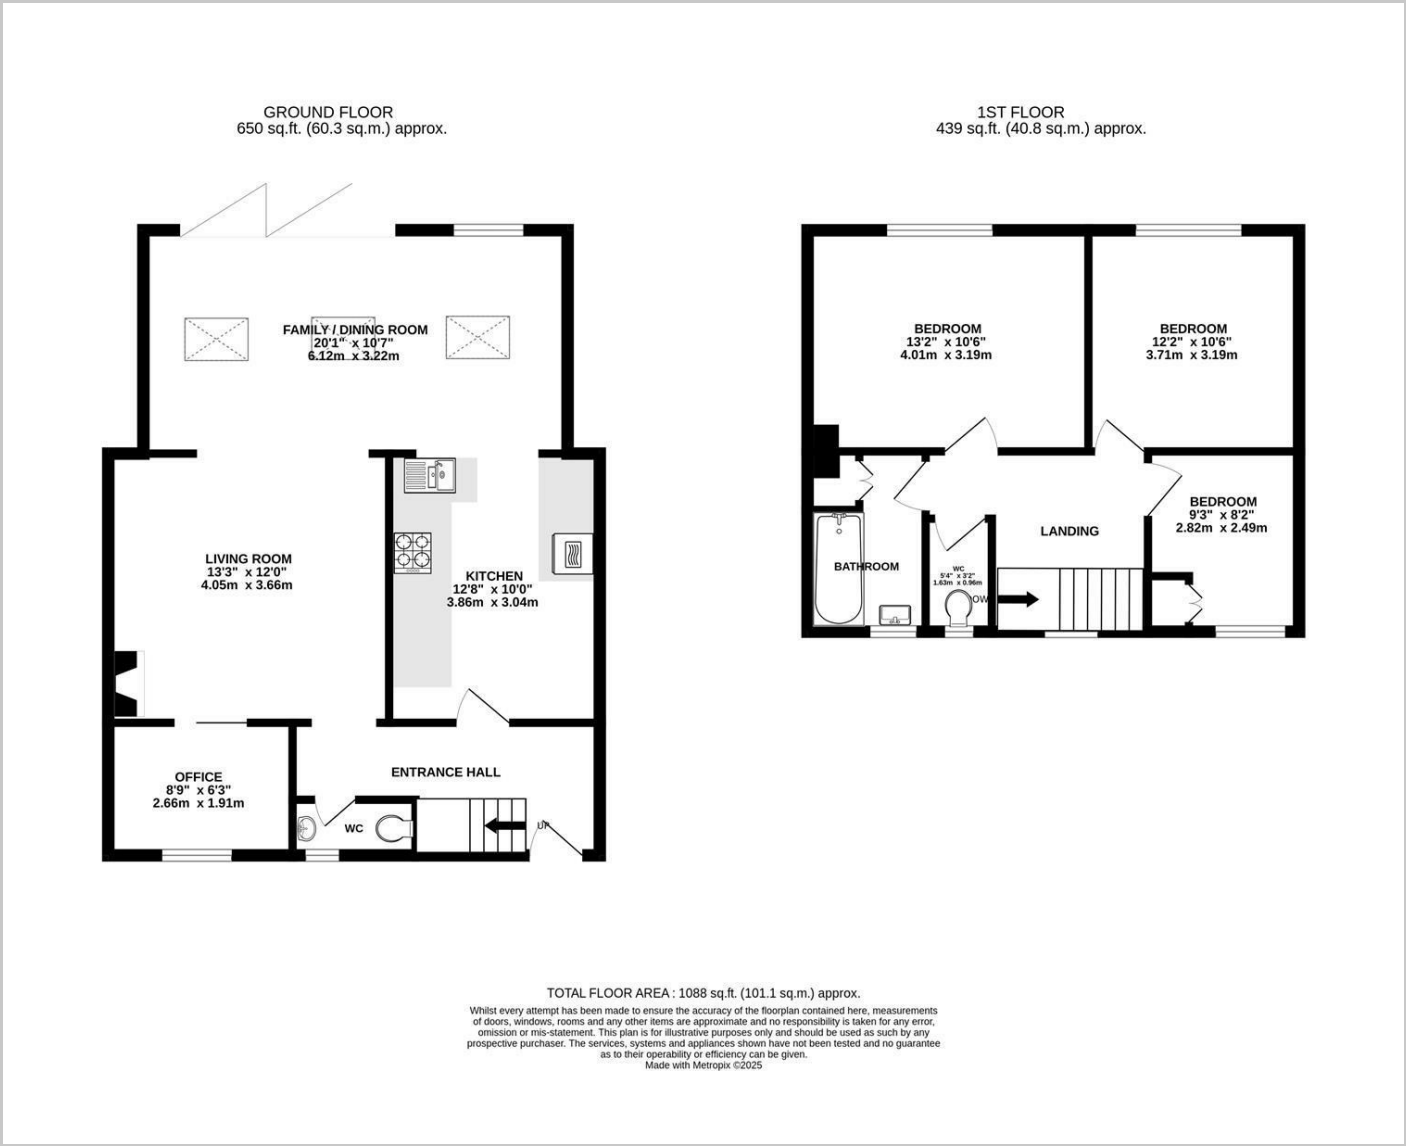 GROUND FLOOR
650 sq.ft. (60.3 sq.m.) approx.
1ST FLOOR
439 sq.ft. (40.8 sq.m.) approx.
FAMILY / DINING ROOM
20'1" x 10'7"
6.12m x 3.22m
LIVING ROOM
13'3" x 12'0"
4.05m x 3.66m
KITCHEN
12'8" x 10'0"
3.86m x 3.04m
OFFICE
8'9" x 6'3"
2.66m x 1.91m
ENTRANCE HALL
WC
UP
BEDROOM
13'2" x 10'6"
4.01m x 3.19m
BEDROOM
12'2" x 10'6"
3.71m x 3.19m
BEDROOM
9'3" x 8'2"
2.82m x 2.49m
LANDING
BATHROOM
WC
5'4" x 3'2"
1.63m x 0.96m
TOTAL FLOOR AREA : 1088 sq.ft. (101.1 sq.m.) approx.
Whilst every attempt has been made to ensure the accuracy of the floorplan contained here, measurements
of doors, windows, rooms and any other items are approximate and no responsibility is taken for any error,
omission or mis-statement. This plan is for illustrative purposes only and should be used as such by any
prospective purchaser. The services, systems and appliances shown have not been tested and no guarantee
as to their operability or efficiency can be given.
Made with Metropix ©2025